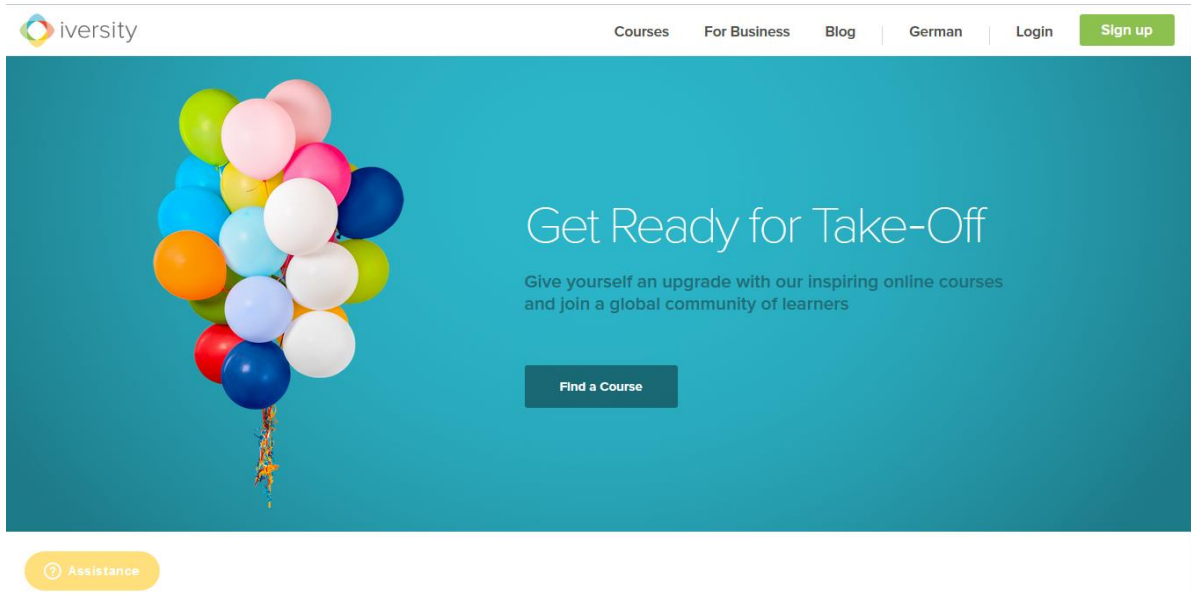 iversity
Courses For Business Blog German Login Sign up
Get Ready for Take-Off
Give yourself an upgrade with our inspiring online courses
and join a global community of learners
Find a Course
? Assistance